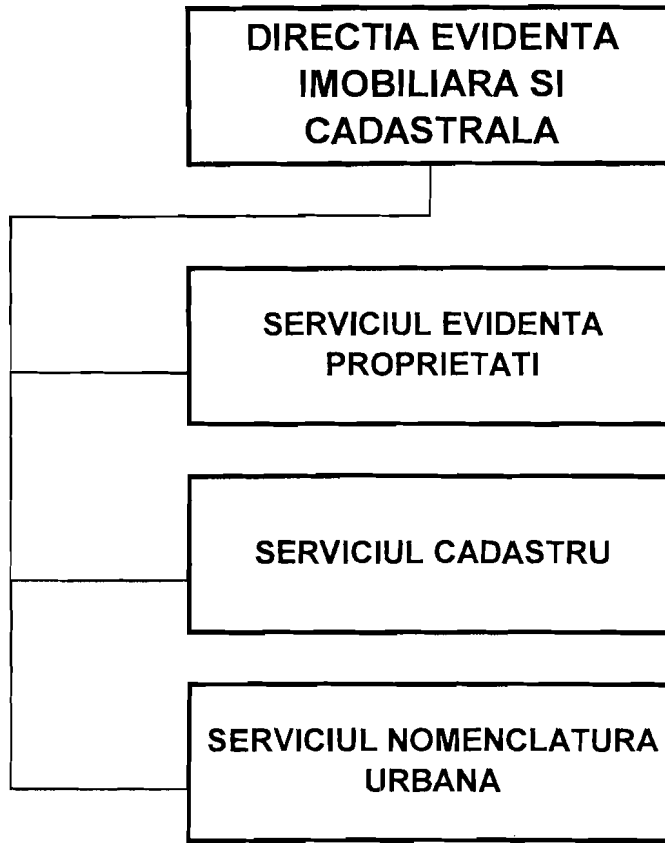 DIRECTIA EVIDENTA
IMOBILIARA SI
CADASTRALA
SERVICIUL EVIDENTA
PROPRIETATI
SERVICIUL CADASTRU
SERVICIUL NOMENCLATURA
URBANA